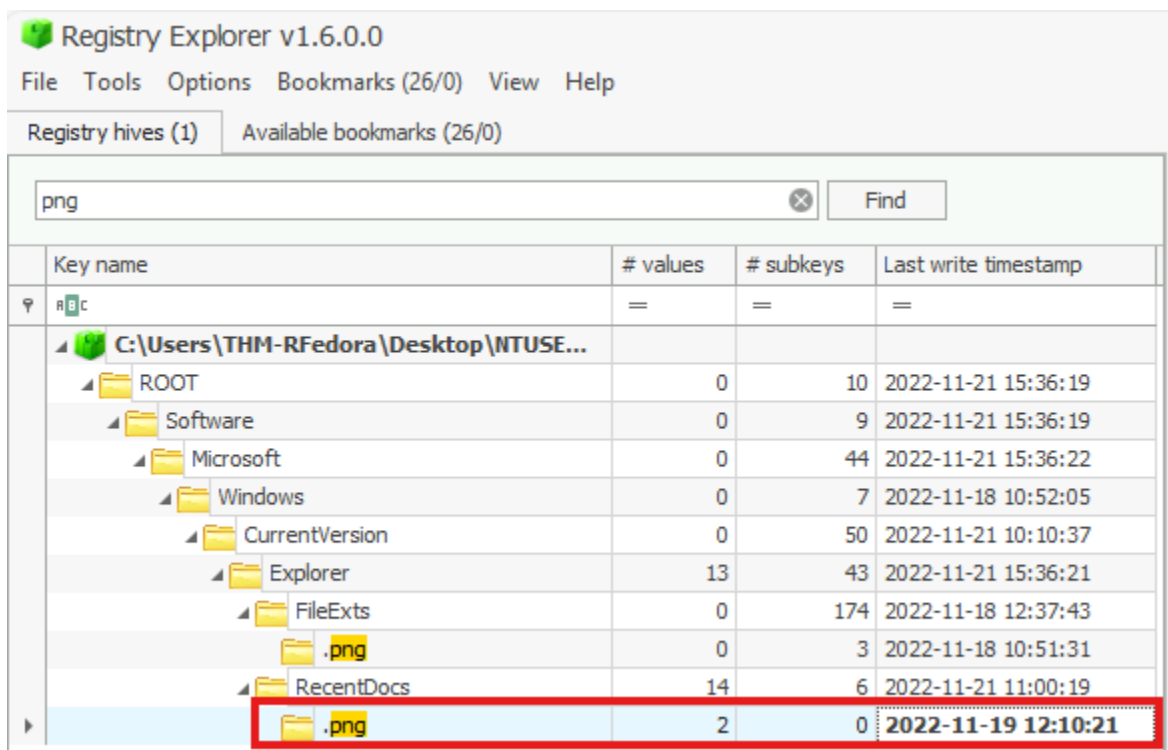 Registry Explorer v1.6.0.0
File Tools Options Bookmarks (26/0) View Help
Registry hives (1) Available bookmarks (26/0)
png Find
Key name # values # subkeys Last write timestamp
ABC = = =
C:\Users\THM-RFedora\Desktop\NTUSE...
ROOT 0 10 2022-11-21 15:36:19
Software 0 9 2022-11-21 15:36:19
Microsoft 0 44 2022-11-21 15:36:22
Windows 0 7 2022-11-18 10:52:05
CurrentVersion 0 50 2022-11-21 10:10:37
Explorer 13 43 2022-11-21 15:36:21
FileExts 0 174 2022-11-18 12:37:43
.png 0 3 2022-11-18 10:51:31
RecentDocs 14 6 2022-11-21 11:00:19
.png 2 0 2022-11-19 12:10:21